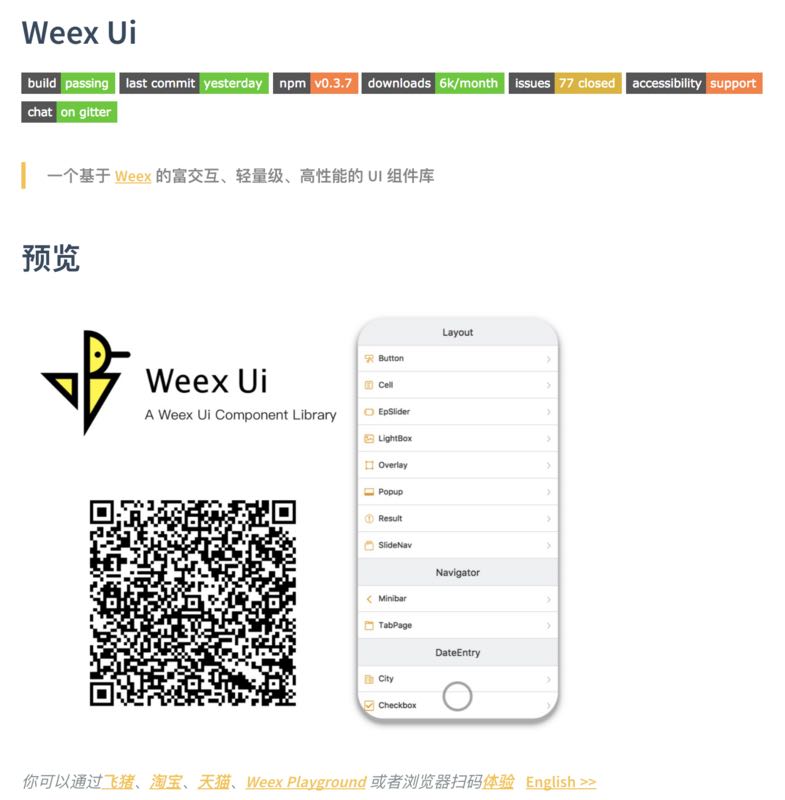 Weex Ui
build passing last commit yesterday npm v0.3.7 downloads 6k/month issues 77 closed accessibility support
chat on gitter
一个基于 Weex 的富交互、轻量级、高性能的 UI 组件库
预览
Weex Ui
A Weex Ui Component Library
Layout
Button
Cell
EpSlider
LightBox
Overlay
Popup
Result
SlideNav
Navigator
Minibar
TabPage
DateEntry
City
Checkbox
你可以通过飞猪、淘宝、天猫、Weex Playground 或者浏览器扫码体验 English >>